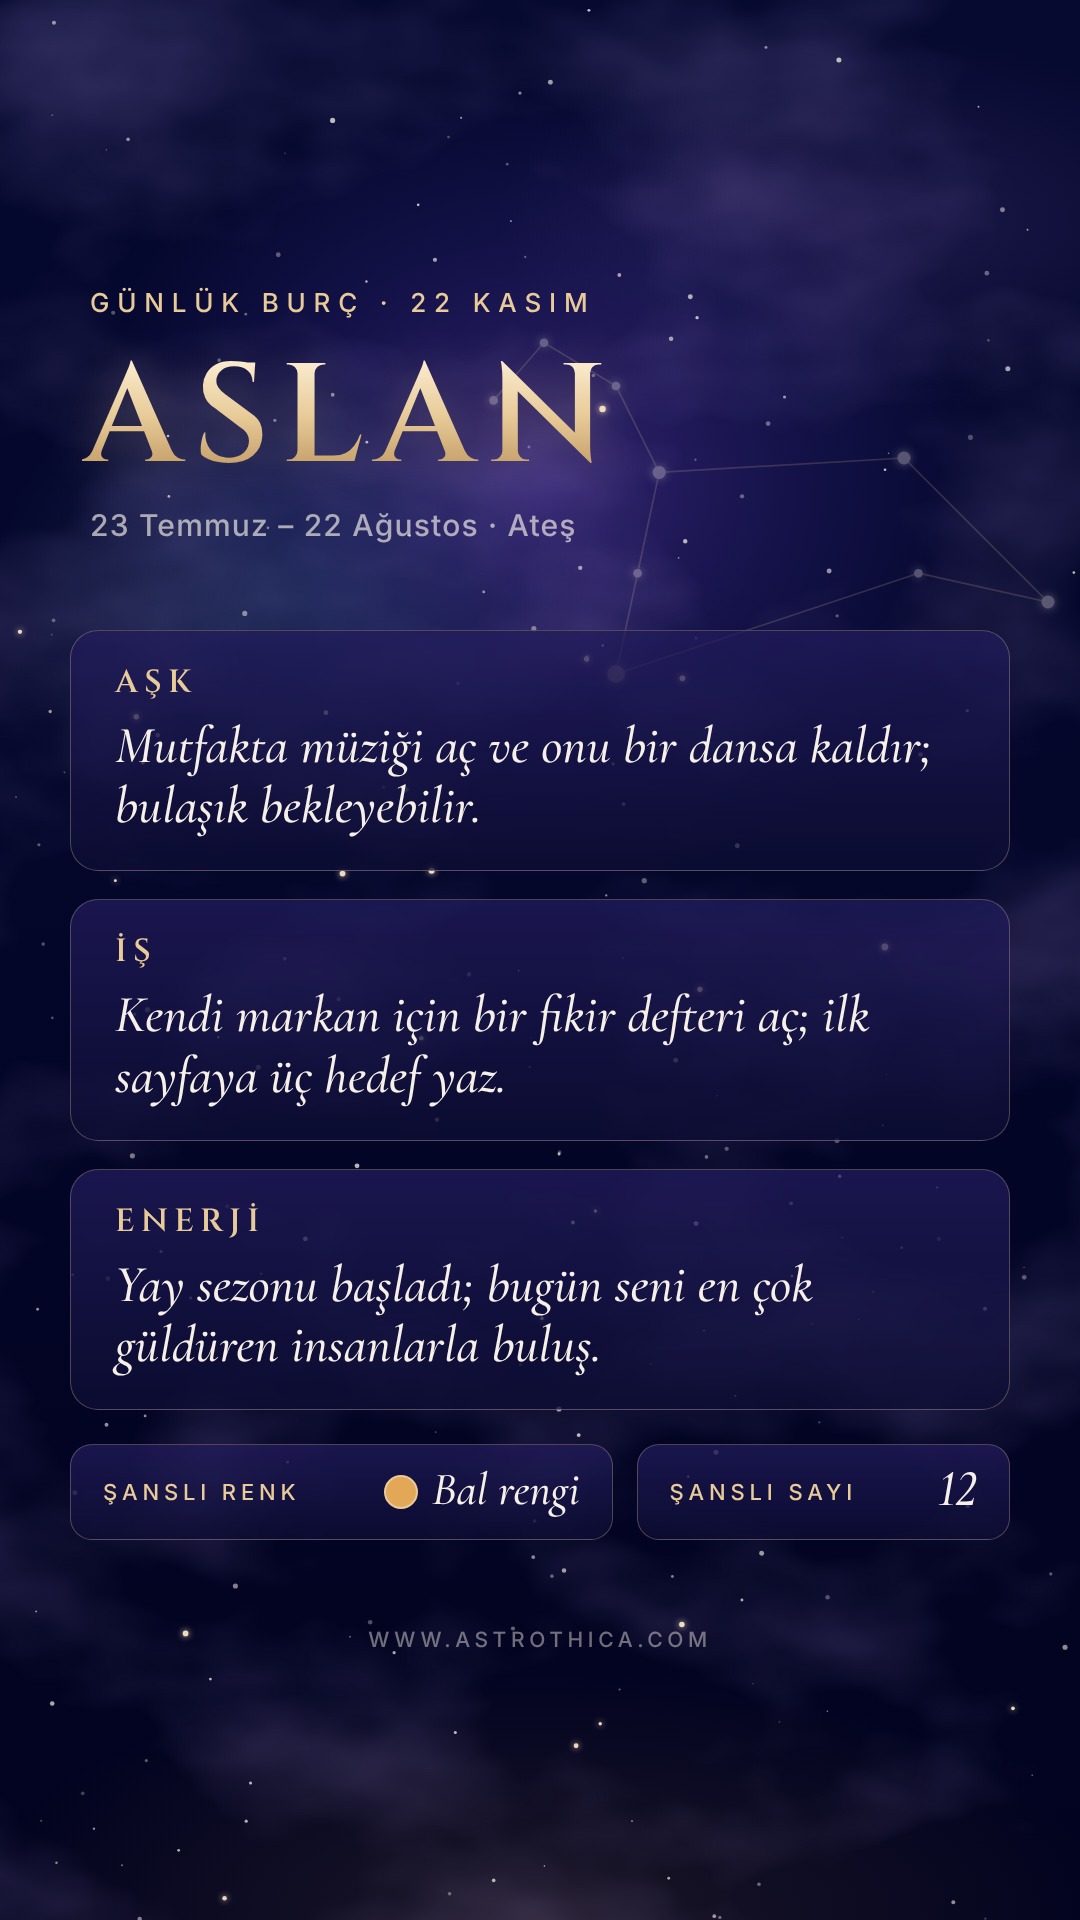 GÜNLÜK BURÇ · 22 KASIM
ASLAN
23 Temmuz – 22 Ağustos · Ateş
AŞK
Mutfakta müziği aç ve onu bir dansa kaldır;
bulaşık bekleyebilir.
İŞ
Kendi markan için bir fikir defteri aç; ilk
sayfaya üç hedef yaz.
ENERJİ
Yay sezonu başladı; bugün seni en çok
güldüren insanlarla buluş.
ŞANSLI RENK Bal rengi
ŞANSLI SAYI 12
WWW.ASTROTHICA.COM